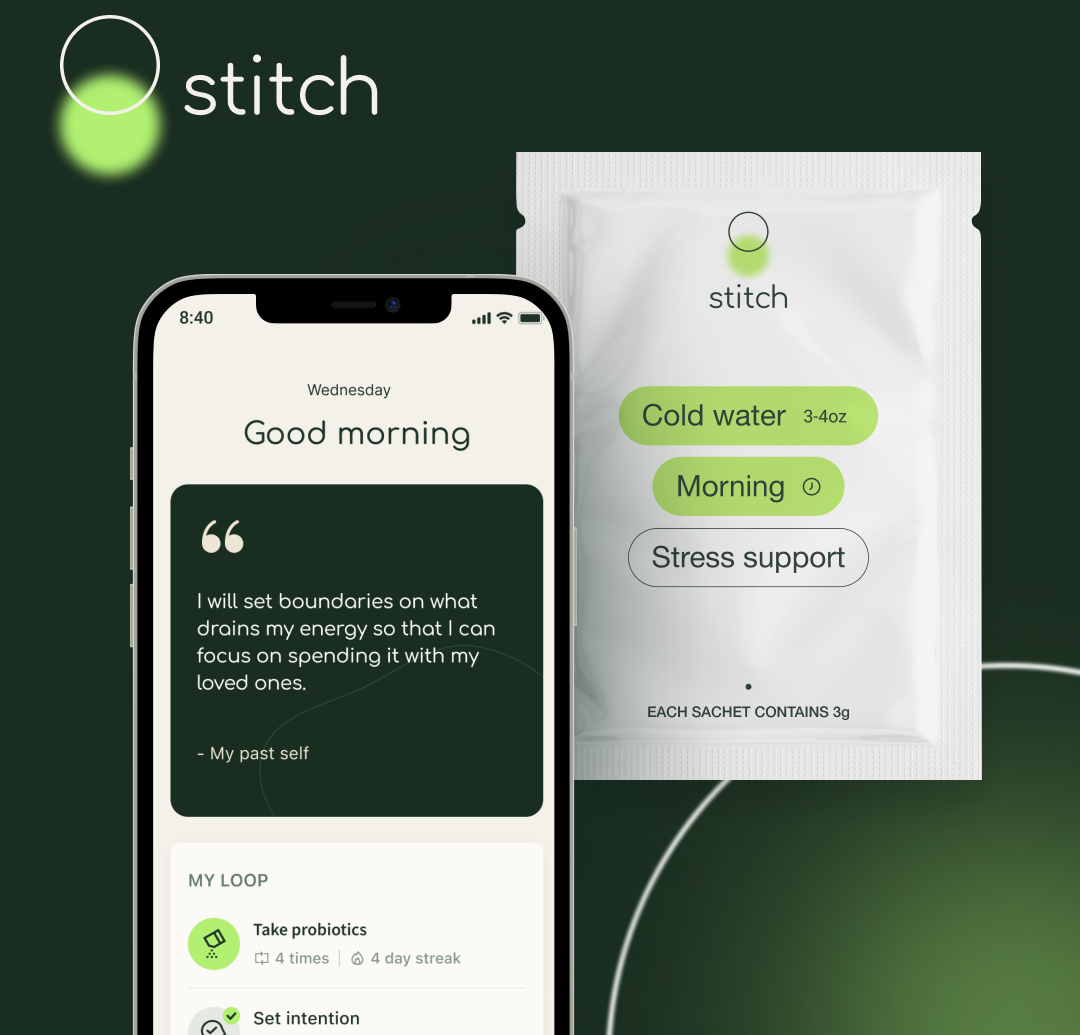 stitch
stitch
Cold water 3-4oz
Morning
Stress support
EACH SACHET CONTAINS 3g
8:40
Wednesday
Good morning
“
I will set boundaries on what
drains my energy so that I can
focus on spending it with my
loved ones.
- My past self
MY LOOP
Take probiotics
4 times | 4 day streak
Set intention